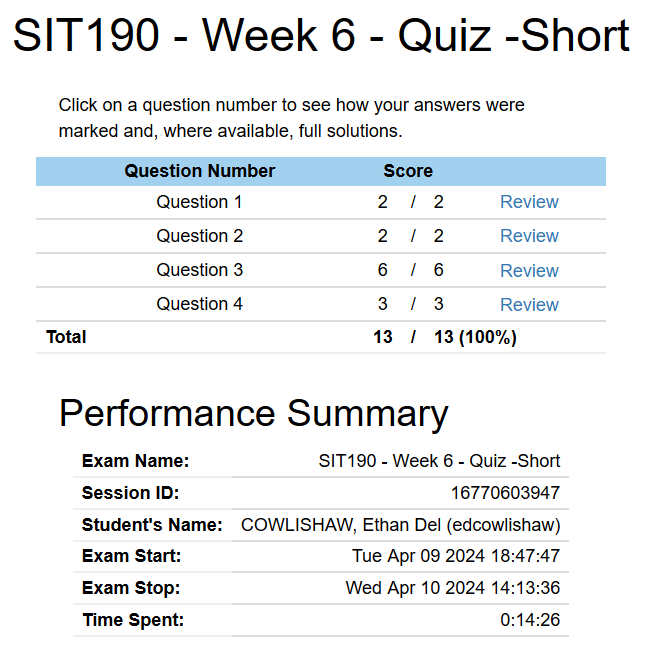 SIT190 - Week 6 - Quiz -Short
Click on a question number to see how your answers were
marked and, where available, full solutions.
Question Number Score
Question 1 2 / 2 Review
Question 2 2 / 2 Review
Question 3 6 / 6 Review
Question 4 3 / 3 Review
Total 13 / 13 (100%)
Performance Summary
Exam Name: SIT190 - Week 6 - Quiz -Short
Session ID: 16770603947
Student's Name: COWLISHAW, Ethan Del (edcowlishaw)
Exam Start: Tue Apr 09 2024 18:47:47
Exam Stop: Wed Apr 10 2024 14:13:36
Time Spent: 0:14:26